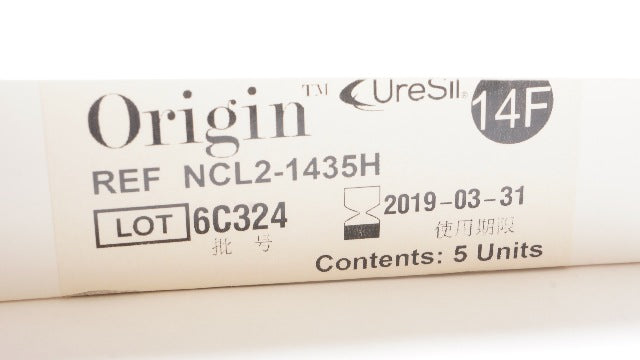 Origin™ UreSil® 14F
REF NCL2-1435H
LOT 6C324 2019-03-31
批 号 使用期限
Contents: 5 Units